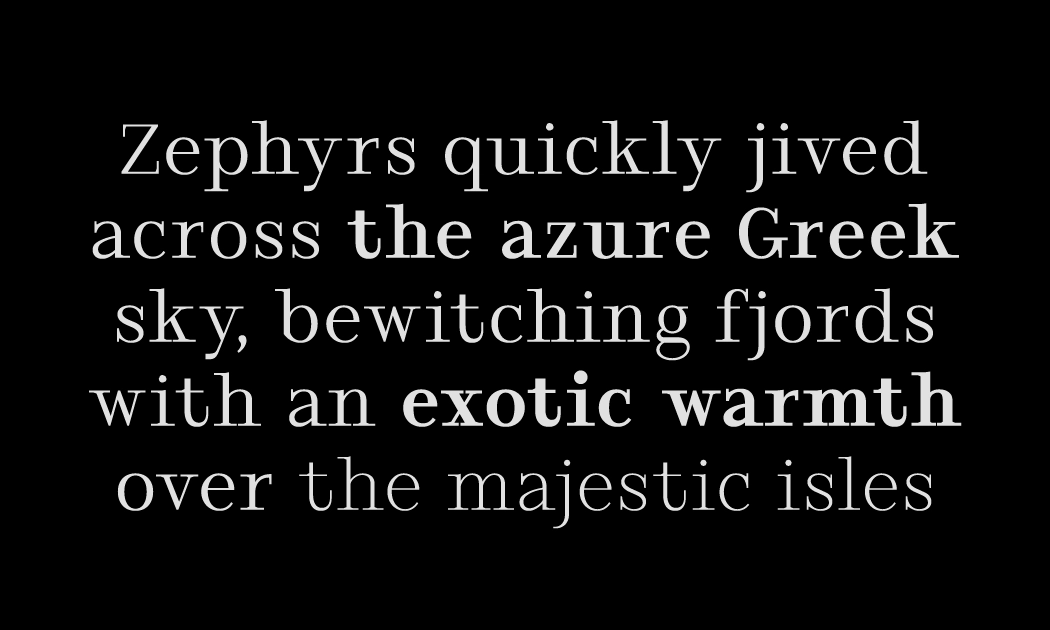 Zephyrs quickly jived
across the azure Greek
sky, bewitching fjords
with an exotic warmth
over the majestic isles